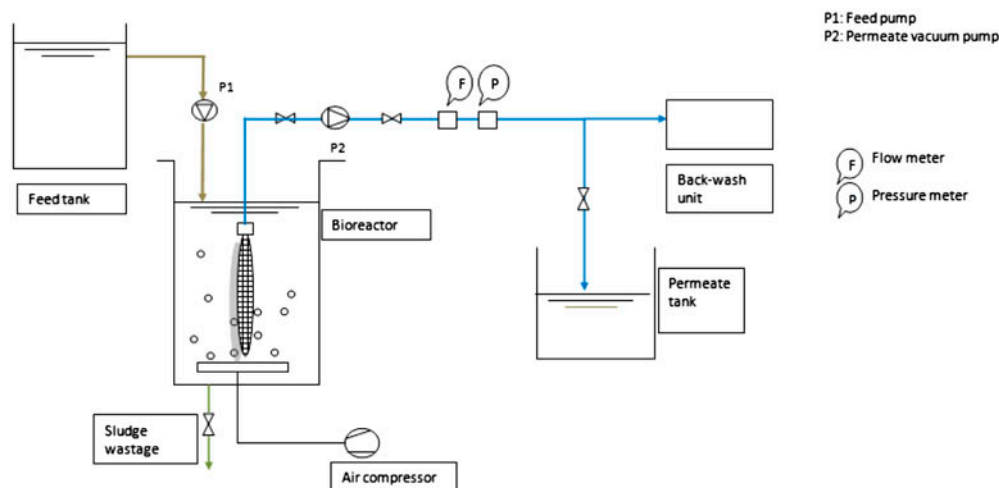 P1: Feed pump
P2: Permeate vacuum pump
P1
F
P
P2
Feed tank
Back-wash
unit
F
Flow meter
P
Pressure meter
Bioreactor
Permeate
tank
Sludge
wastage
Air compressor